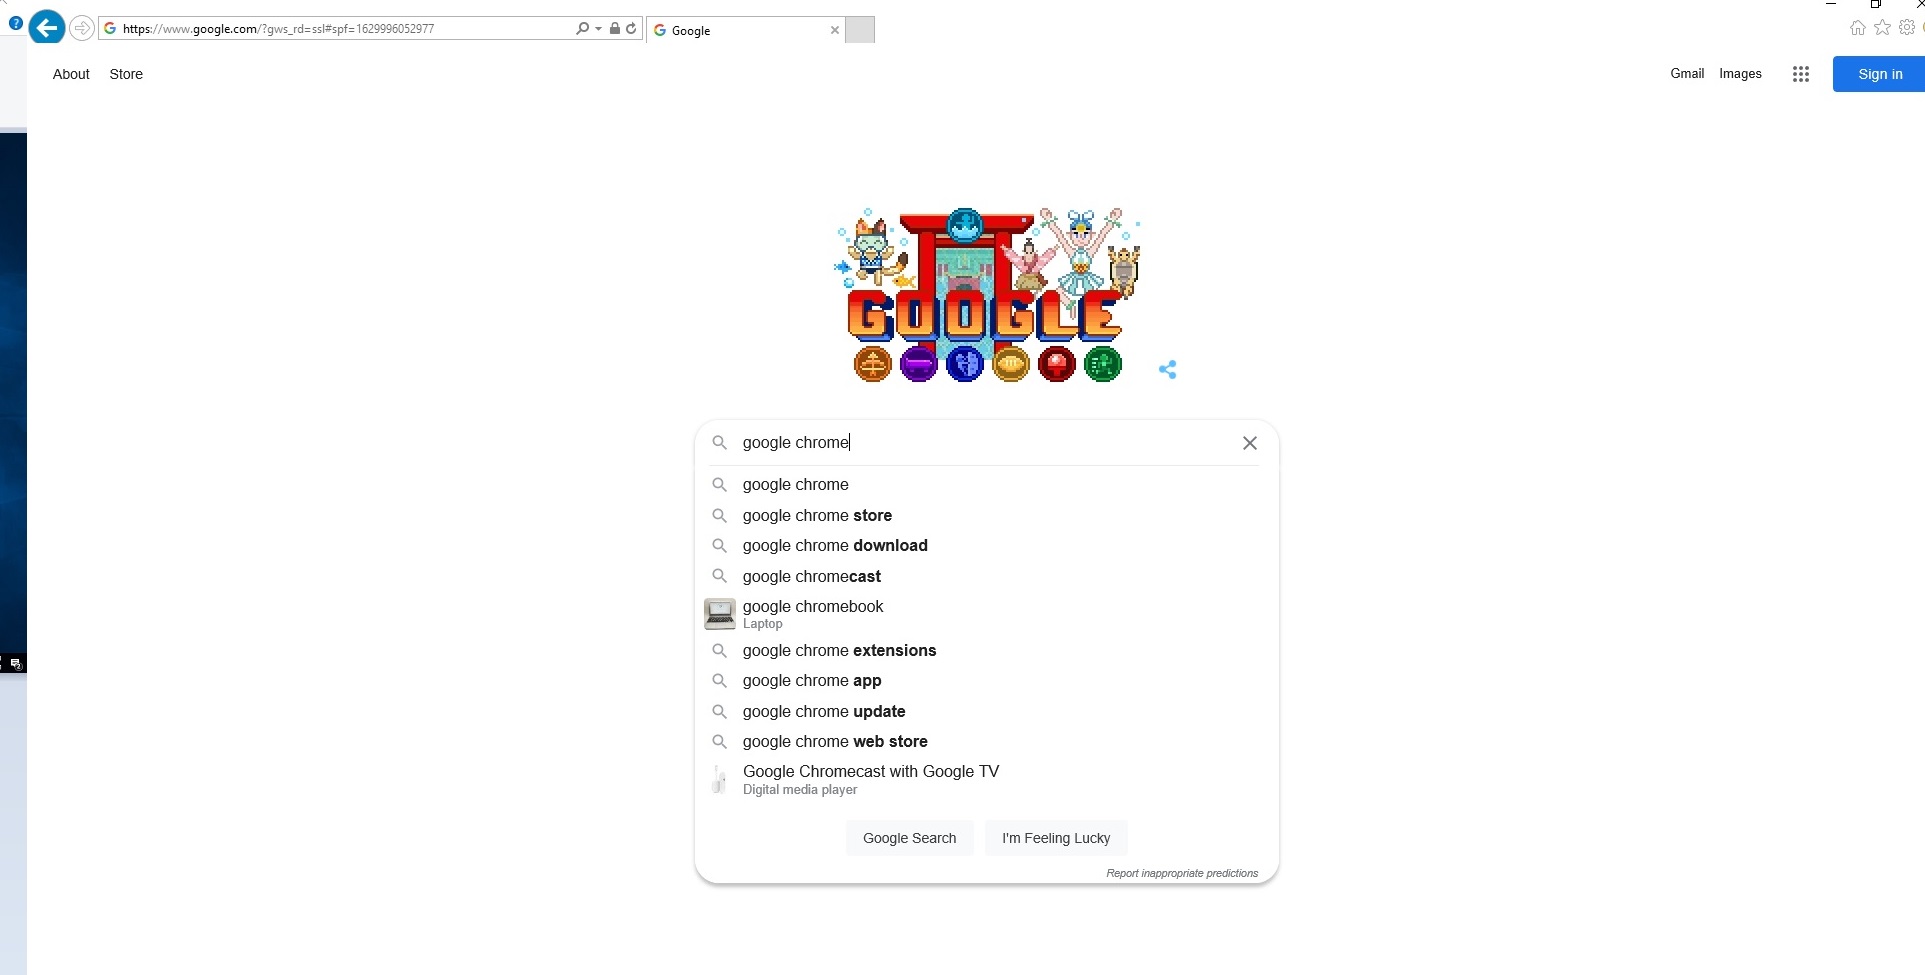 https://www.google.com/?gws_rd=ssl#spf=1629996052977
Google
About Store
Gmail Images
Sign in
GOOGLE
google chrome
google chrome
google chrome store
google chrome download
google chromecast
google chromebook
Laptop
google chrome extensions
google chrome app
google chrome update
google chrome web store
Google Chromecast with Google TV
Digital media player
Google Search I'm Feeling Lucky
Report inappropriate predictions